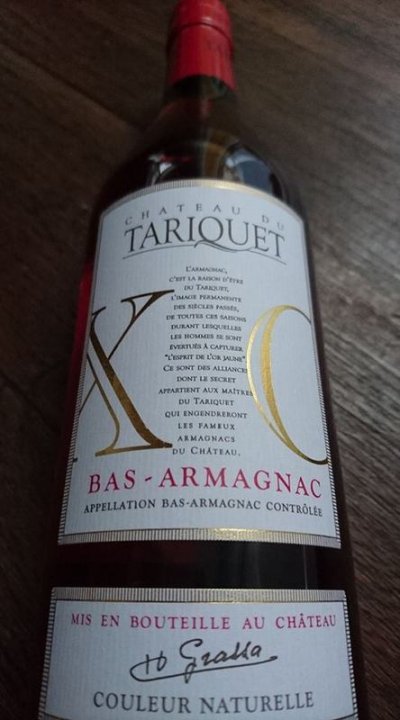 CHATEAU DU
TARIQUET
L'ARMAGNAC,
C'EST LA RAISON D'ÊTRE
DU TARIQUET,
L'IMAGE PERMANENTE
DES SIÈCLES PASSÉS,
DE TOUTES CES SAISONS
DURANT LESQUELLES
LES HOMMES SE SONT
ÉVERTUÉS À CAPTURER
"L'ESPRIT DE L'OR JAUNE".
CE SONT DES ALLIANCES
DONT LE SECRET
APPARTIENT AUX MAÎTRES
DU TARIQUET
QUI ENGENDRERONT
LES FAMEUX
ARMAGNACS
DU CHÂTEAU.
X O
BAS - ARMAGNAC
APPELLATION BAS-ARMAGNAC CONTRÔLÉE
MIS EN BOUTEILLE AU CHÂTEAU
Grassa
COULEUR NATURELLE